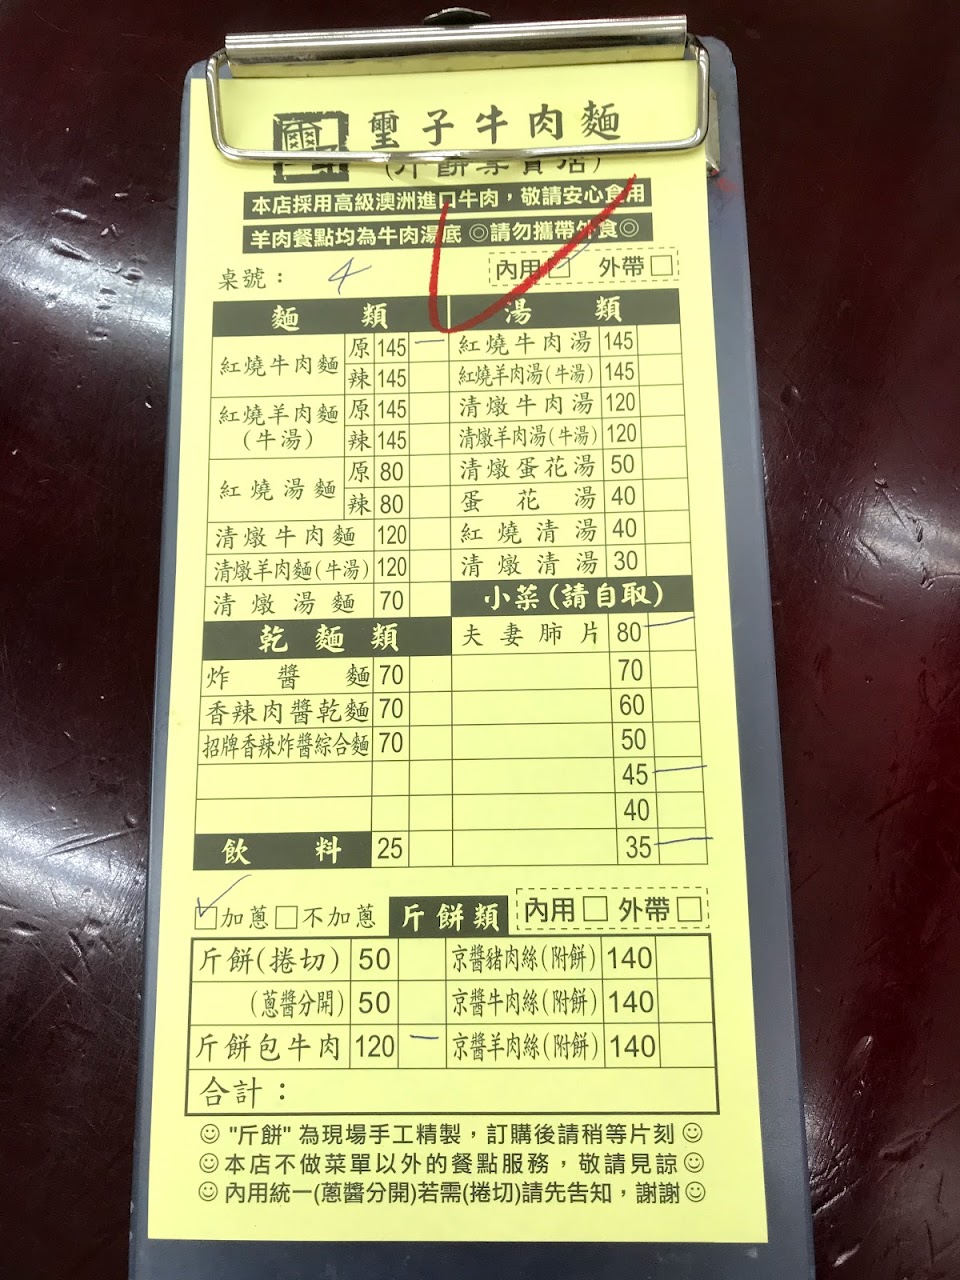 璽子牛肉麵
(斤餅專賣店)
本店採用高級澳洲進口牛肉，敬請安心食用
羊肉餐點均為牛肉湯底 ◎請勿攜帶外食◎
桌號： 4 內用□ 外帶□
麵類 湯類
紅燒牛肉麵 原 145 一 紅燒牛肉湯 145
辣 145 紅燒羊肉湯(牛湯) 145
紅燒羊肉麵 原 145 清燉牛肉湯 120
(牛湯) 辣 145 清燉羊肉湯(牛湯) 120
紅燒湯麵 原 80 清燉蛋花湯 50
辣 80 蛋花湯 40
清燉牛肉麵 120 紅燒清湯 40
清燉羊肉麵(牛湯) 120 清燉清湯 30
清燉湯麵 70 小菜(請自取)
乾麵類 夫妻肺片 80 一
炸醬麵 70 70
香辣肉醬乾麵 70 60
招牌香辣炸醬綜合麵 70 50
45 一
40
飲料 25 35 一
☑加蔥 □不加蔥 斤餅類 內用□ 外帶□
斤餅(捲切) 50 京醬豬肉絲(附餅) 140
(蔥醬分開) 50 京醬牛肉絲(附餅) 140
斤餅包牛肉 120 一 京醬羊肉絲(附餅) 140
合計：
☺ "斤餅" 為現場手工精製，訂購後請稍等片刻 ☺
☺ 本店不做菜單以外的餐點服務，敬請見諒 ☺
☺ 內用統一(蔥醬分開)若需(捲切)請先告知，謝謝 ☺